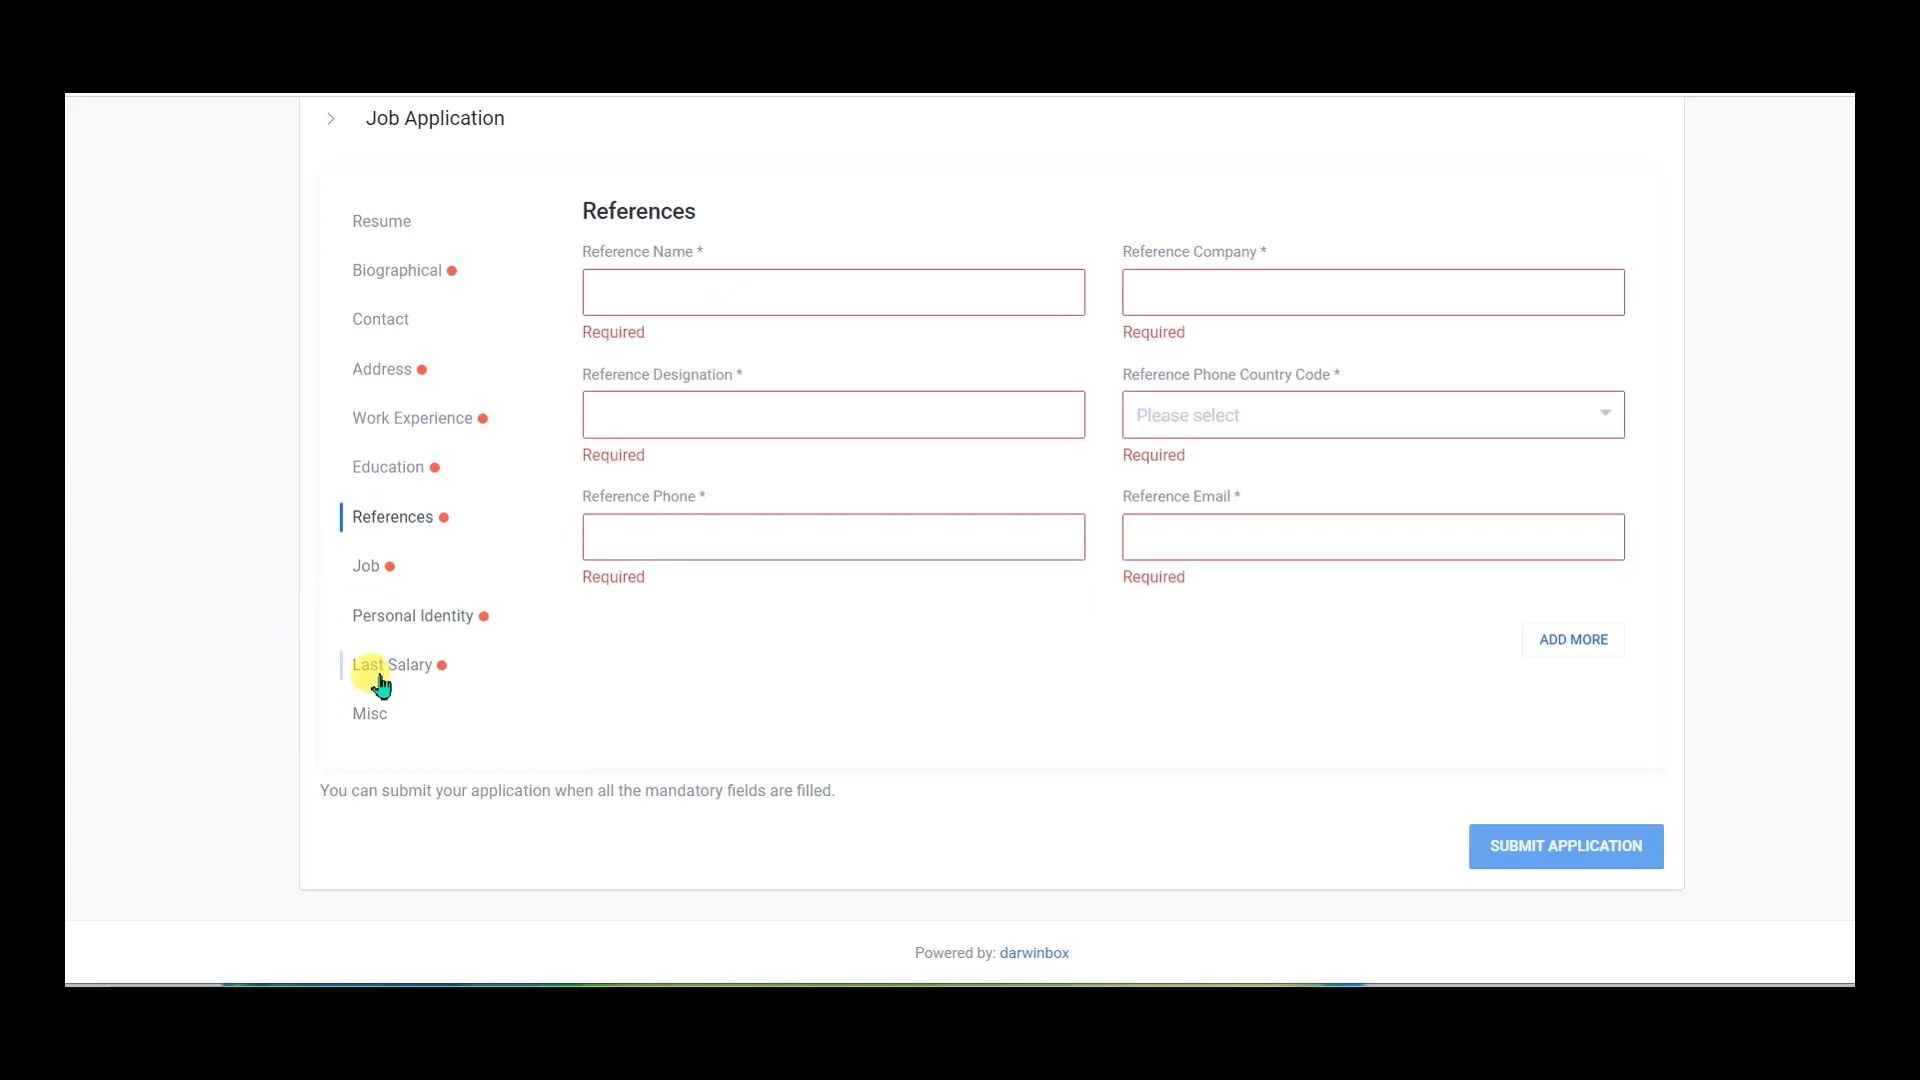 Job Application
Resume
Biographical
Contact
Address
Work Experience
Education
References
Job
Personal Identity
Last Salary
Misc
References
Reference Name *
Required
Reference Company *
Required
Reference Designation *
Required
Reference Phone Country Code *
Please select
Required
Reference Phone *
Required
Reference Email *
Required
ADD MORE
You can submit your application when all the mandatory fields are filled.
SUBMIT APPLICATION
Powered by: darwinbox